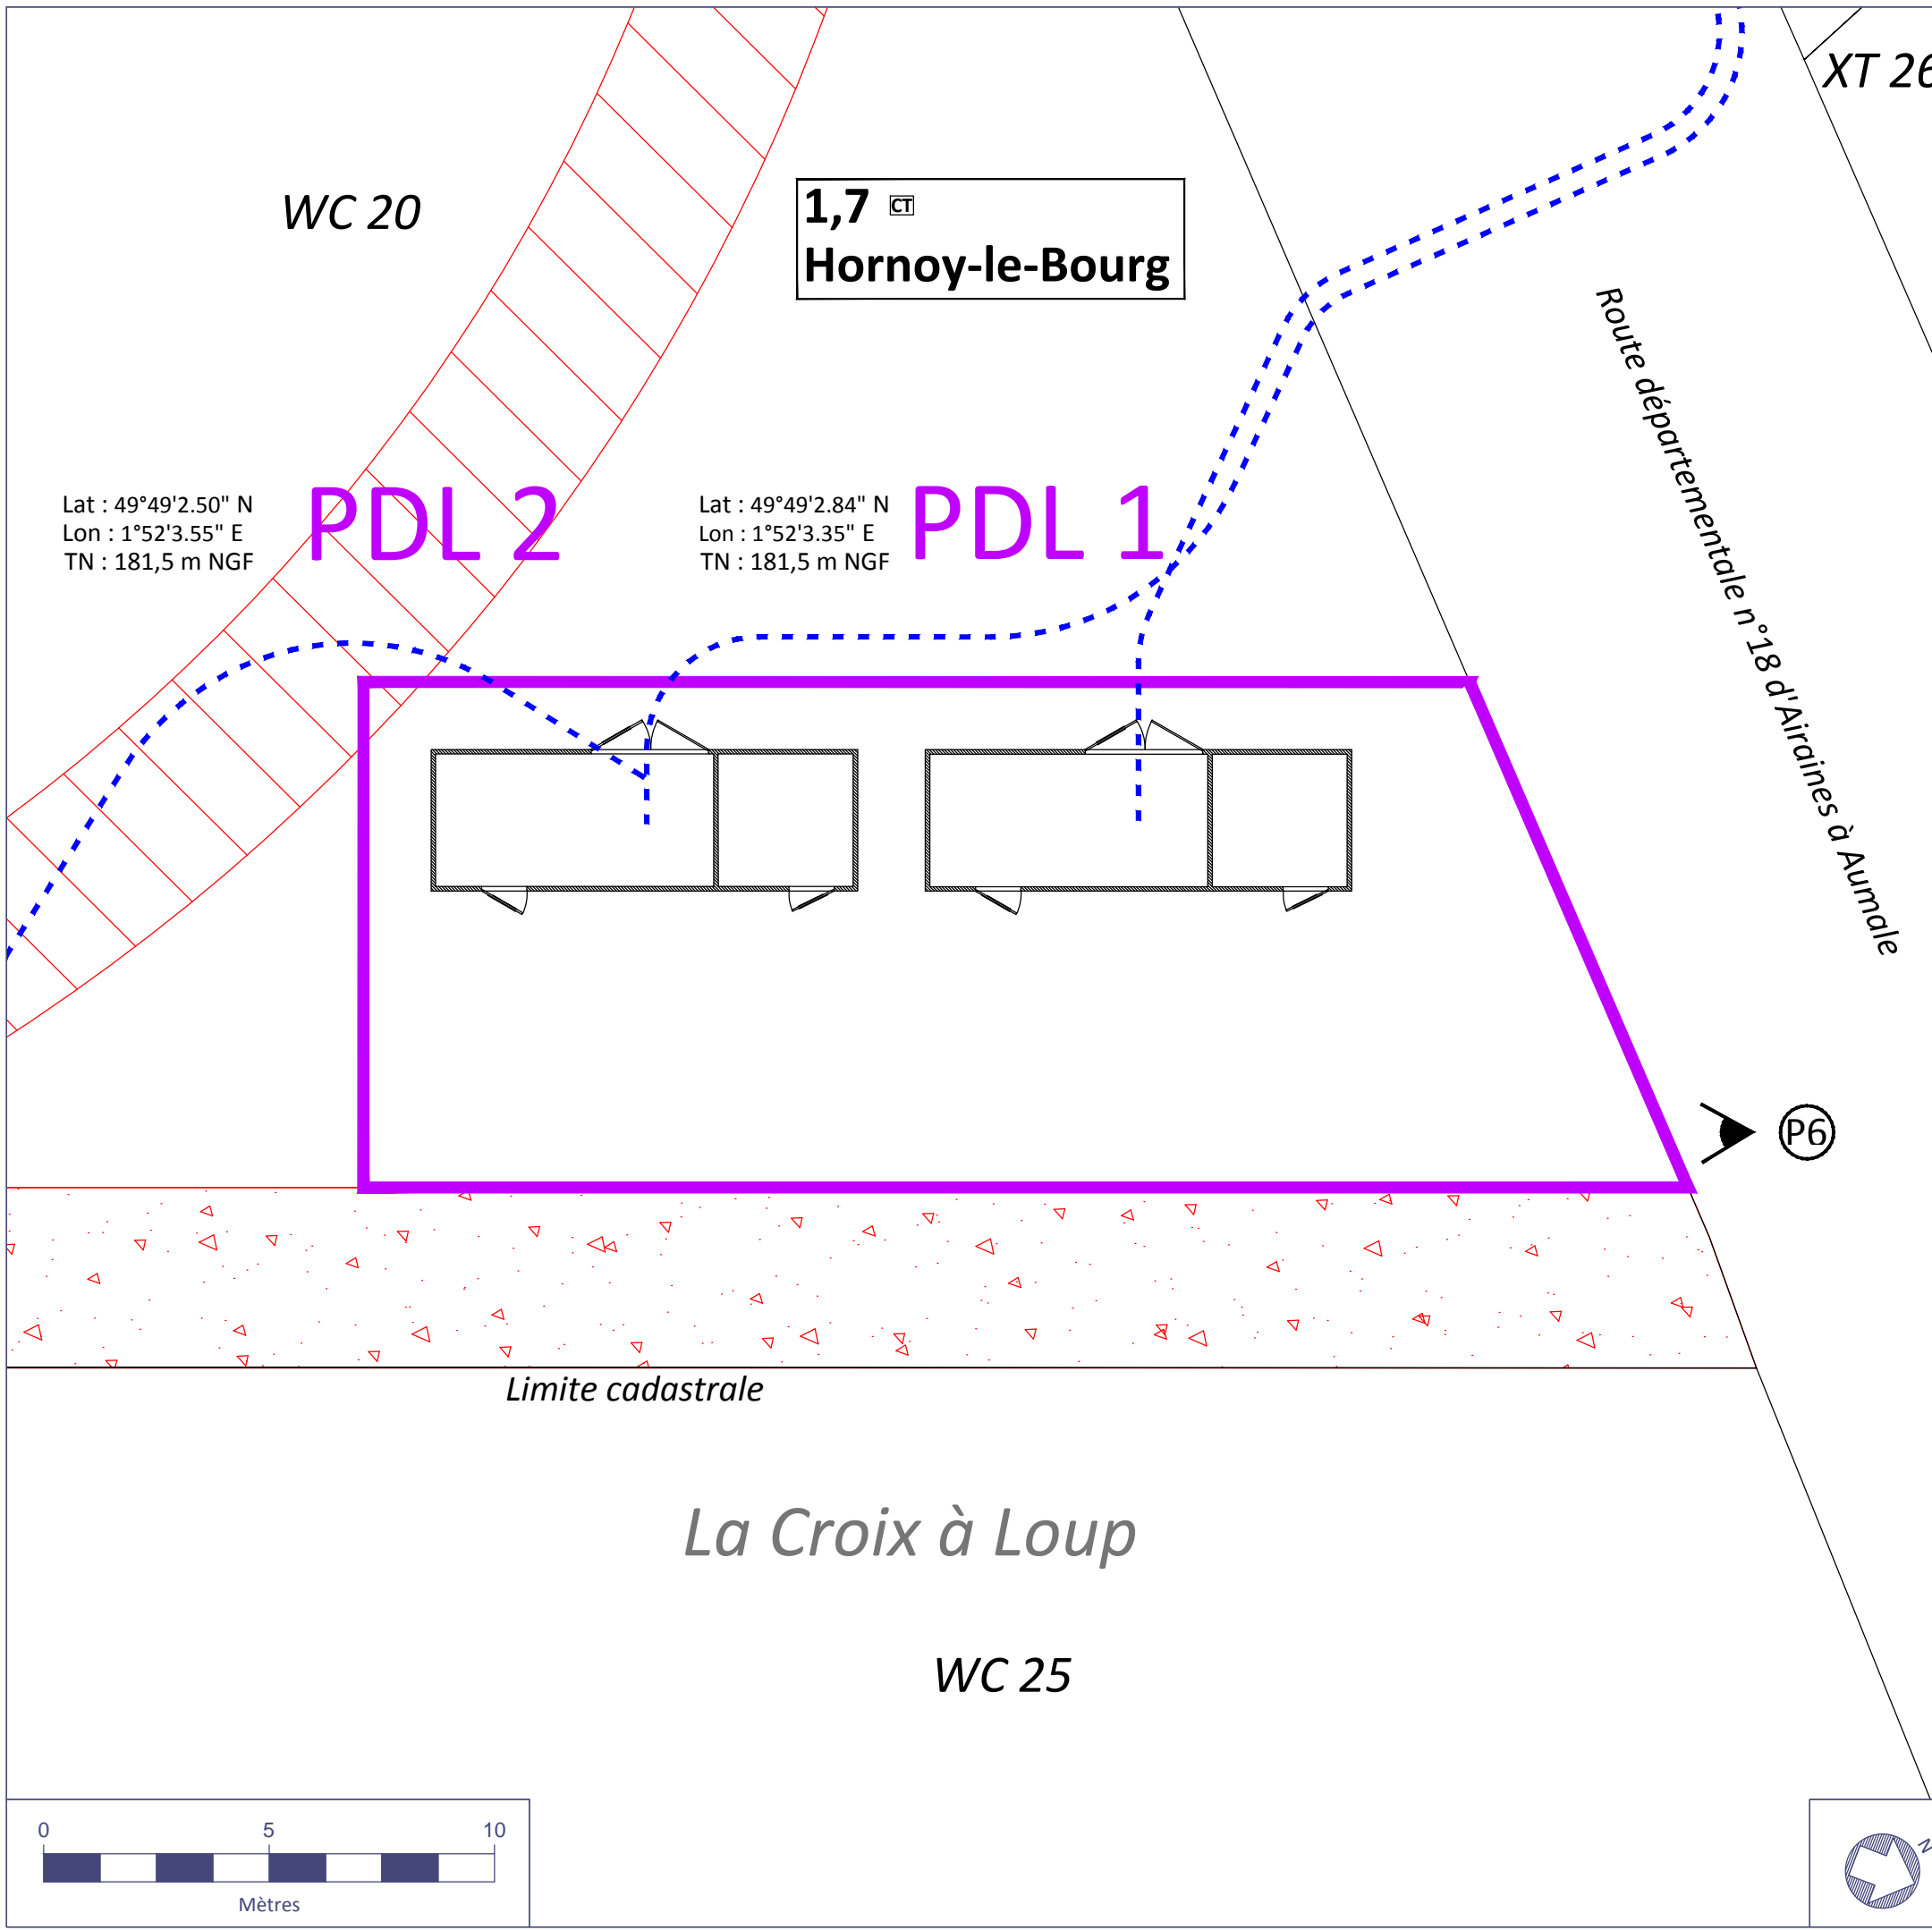 XT 26
WC 20
1,7 CT
Hornoy-le-Bourg
Route départementale n°18 d'Airaines à Aumale
Lat : 49°49'2.50" N
Lon : 1°52'3.55" E
TN : 181,5 m NGF
PDL 2
Lat : 49°49'2.84" N
Lon : 1°52'3.35" E
TN : 181,5 m NGF
PDL 1
P6
Limite cadastrale
La Croix à Loup
WC 25
0 5 10
Mètres
N